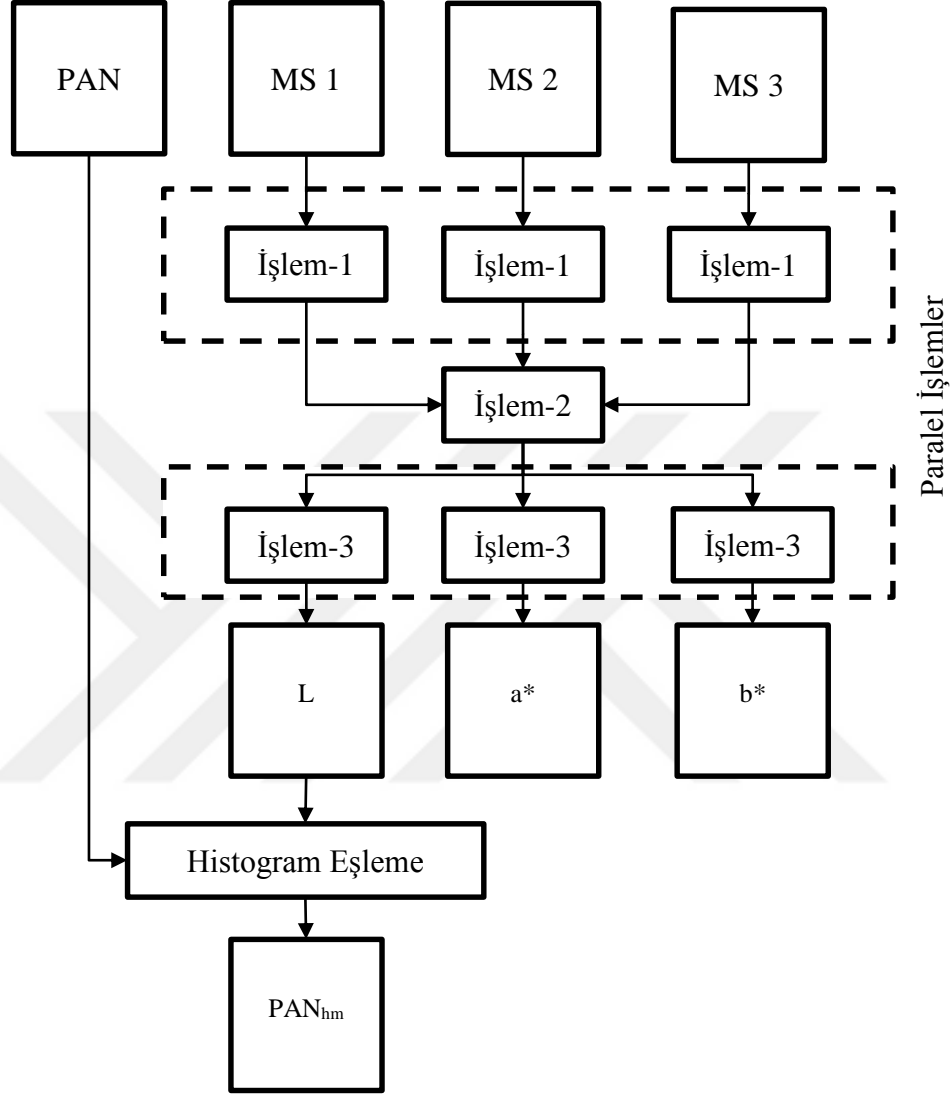 PAN
MS 1
MS 2
MS 3
İşlem-1
İşlem-1
İşlem-1
İşlem-2
Paralel İşlemler
İşlem-3
İşlem-3
İşlem-3
L
a*
b*
Histogram Eşleme
PANhm